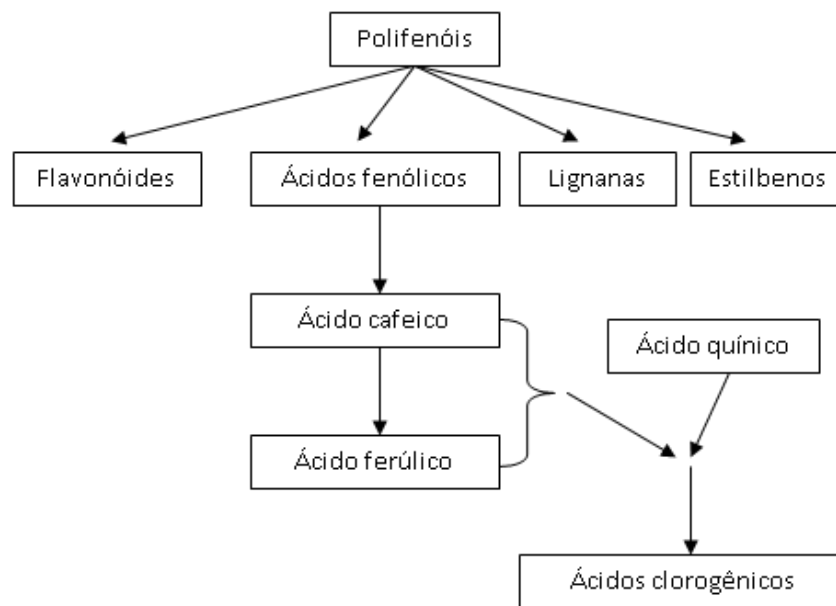 Polifenóis
Flavonóides
Ácidos fenólicos
Lignanas
Estilbenos
Ácido cafeico
Ácido quínico
Ácido ferúlico
Ácidos clorogênicos